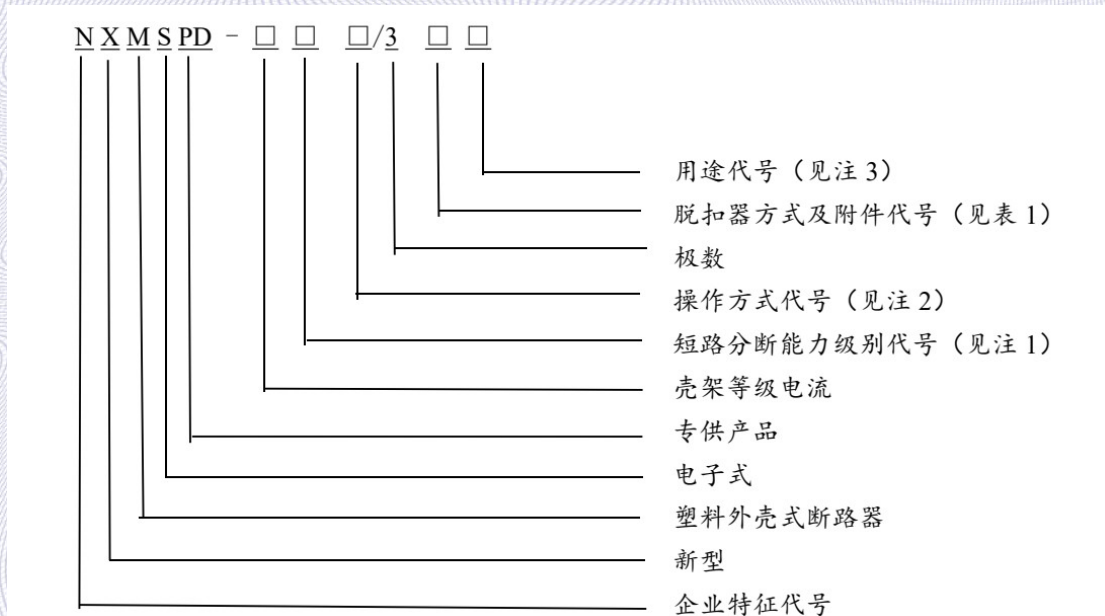 N X M S PD - □ □ □/3 □ □
用途代号（见注 3）
脱扣器方式及附件代号（见表 1）
极数
操作方式代号（见注 2）
短路分断能力级别代号（见注 1）
壳架等级电流
专供产品
电子式
塑料外壳式断路器
新型
企业特征代号